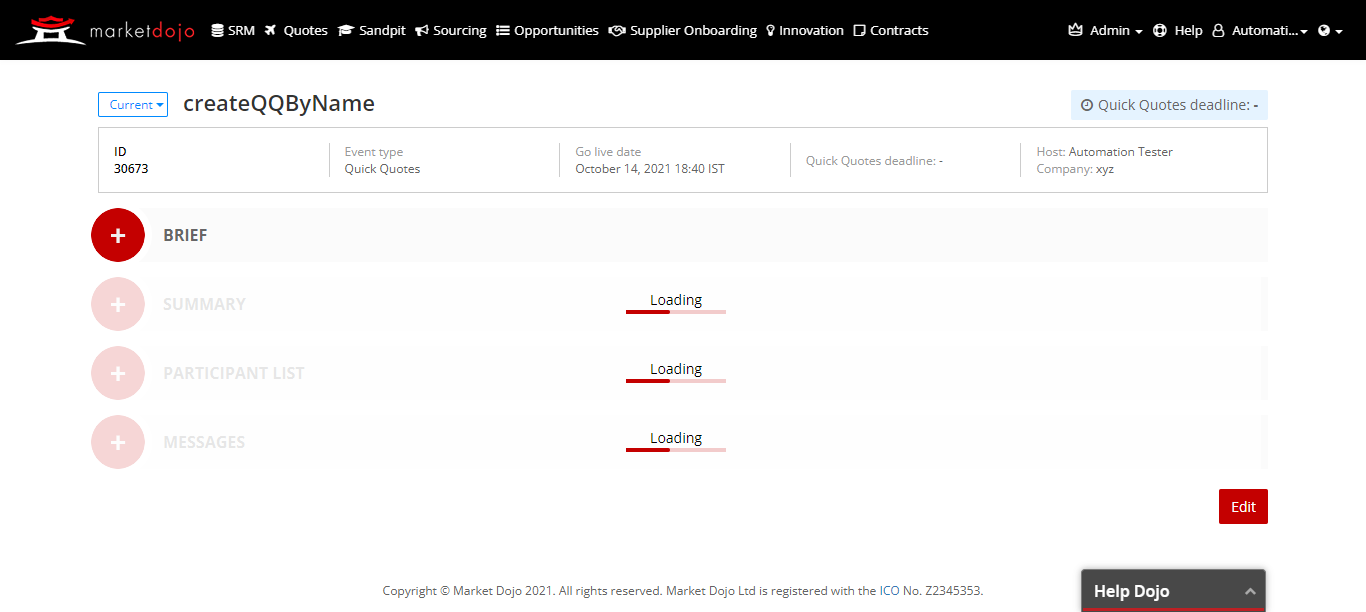 marketdojo SRM Quotes Sandpit Sourcing Opportunities Supplier Onboarding Innovation Contracts Admin Help Automati...
Current createQQByName Quick Quotes deadline: -
ID
30673
Event type
Quick Quotes
Go live date
October 14, 2021 18:40 IST
Quick Quotes deadline: -
Host: Automation Tester
Company: xyz
BRIEF
SUMMARY Loading
PARTICIPANT LIST Loading
MESSAGES Loading
Edit
Copyright © Market Dojo 2021. All rights reserved. Market Dojo Ltd is registered with the ICO No. Z2345353.
Help Dojo